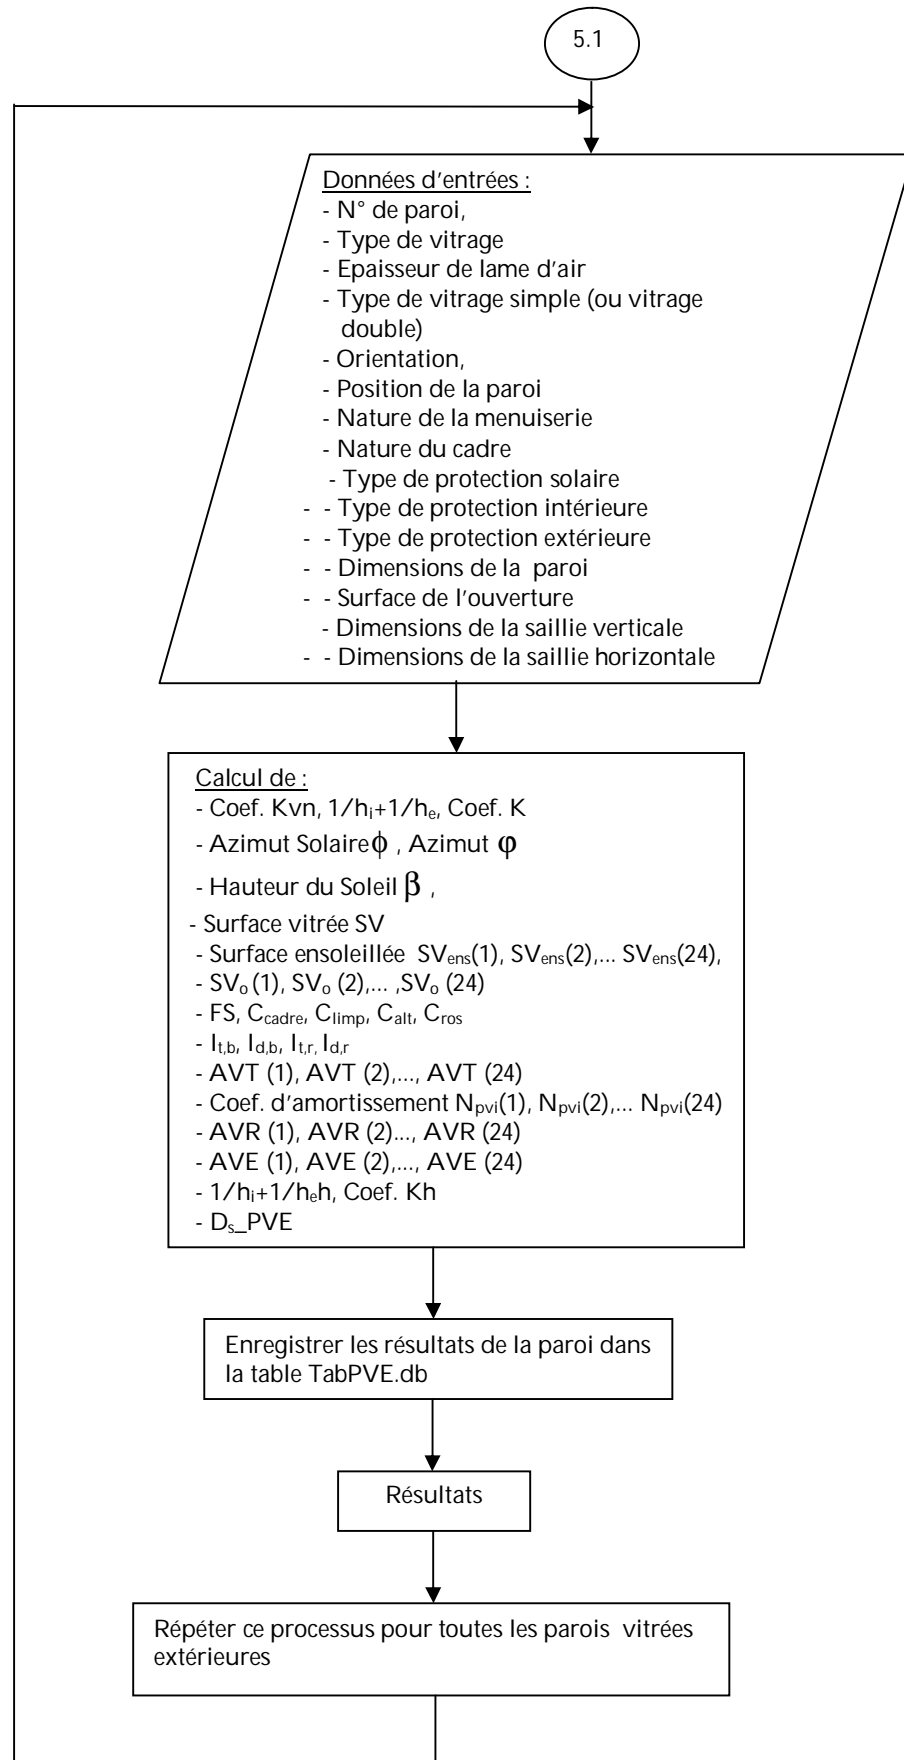 5.1
Données d'entrées :
- N° de paroi,
- Type de vitrage
- Epaisseur de lame d'air
- Type de vitrage simple (ou vitrage
double)
- Orientation,
- Position de la paroi
- Nature de la menuiserie
- Nature du cadre
- Type de protection solaire
- - Type de protection intérieure
- - Type de protection extérieure
- - Dimensions de la paroi
- - Surface de l'ouverture
- Dimensions de la saillie verticale
- - Dimensions de la saillie horizontale
Calcul de :
- Coef. Kvn, 1/hi+1/he, Coef. K
- Azimut Solaire ϕ , Azimut φ
- Hauteur du Soleil β ,
- Surface vitrée SV
- Surface ensoleillée SVens(1), SVens(2),... SVens(24),
- SVo (1), SVo (2),... ,SVo (24)
- FS, Ccadre, Climp, Calt, Cros
- It,b, Id,b, It,r, Id,r
- AVT (1), AVT (2),..., AVT (24)
- Coef. d'amortissement Npvi(1), Npvi(2),... Npvi(24)
- AVR (1), AVR (2)..., AVR (24)
- AVE (1), AVE (2),..., AVE (24)
- 1/hi+1/heh, Coef. Kh
- Ds_PVE
Enregistrer les résultats de la paroi dans
la table TabPVE.db
Résultats
Répéter ce processus pour toutes les parois vitrées
extérieures